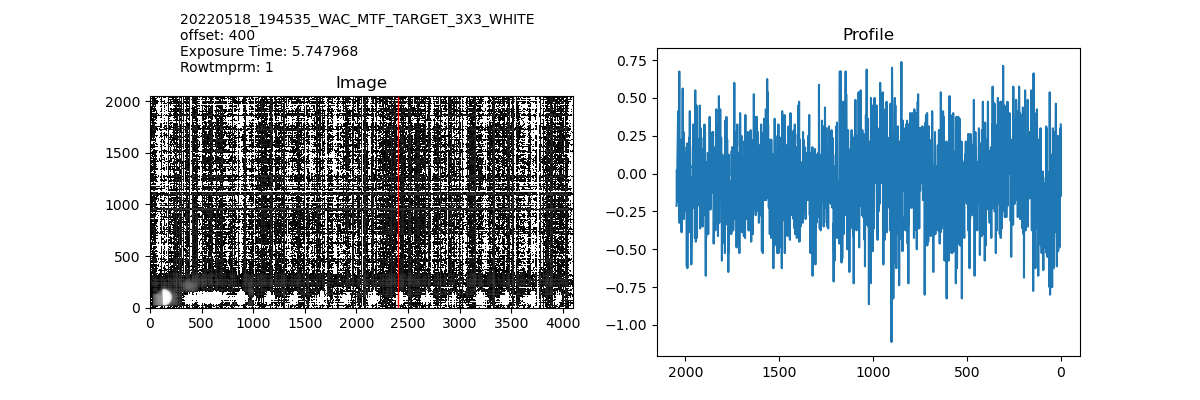 20220518_194535_WAC_MTF_TARGET_3X3_WHITE
offset: 400
Exposure Time: 5.747968
Rowtmprm: 1
Image
2000
1500
1000
500
0
0 500 1000 1500 2000 2500 3000 3500 4000
Profile
0.75
0.50
0.25
0.00
−0.25
−0.50
−0.75
−1.00
2000 1500 1000 500 0